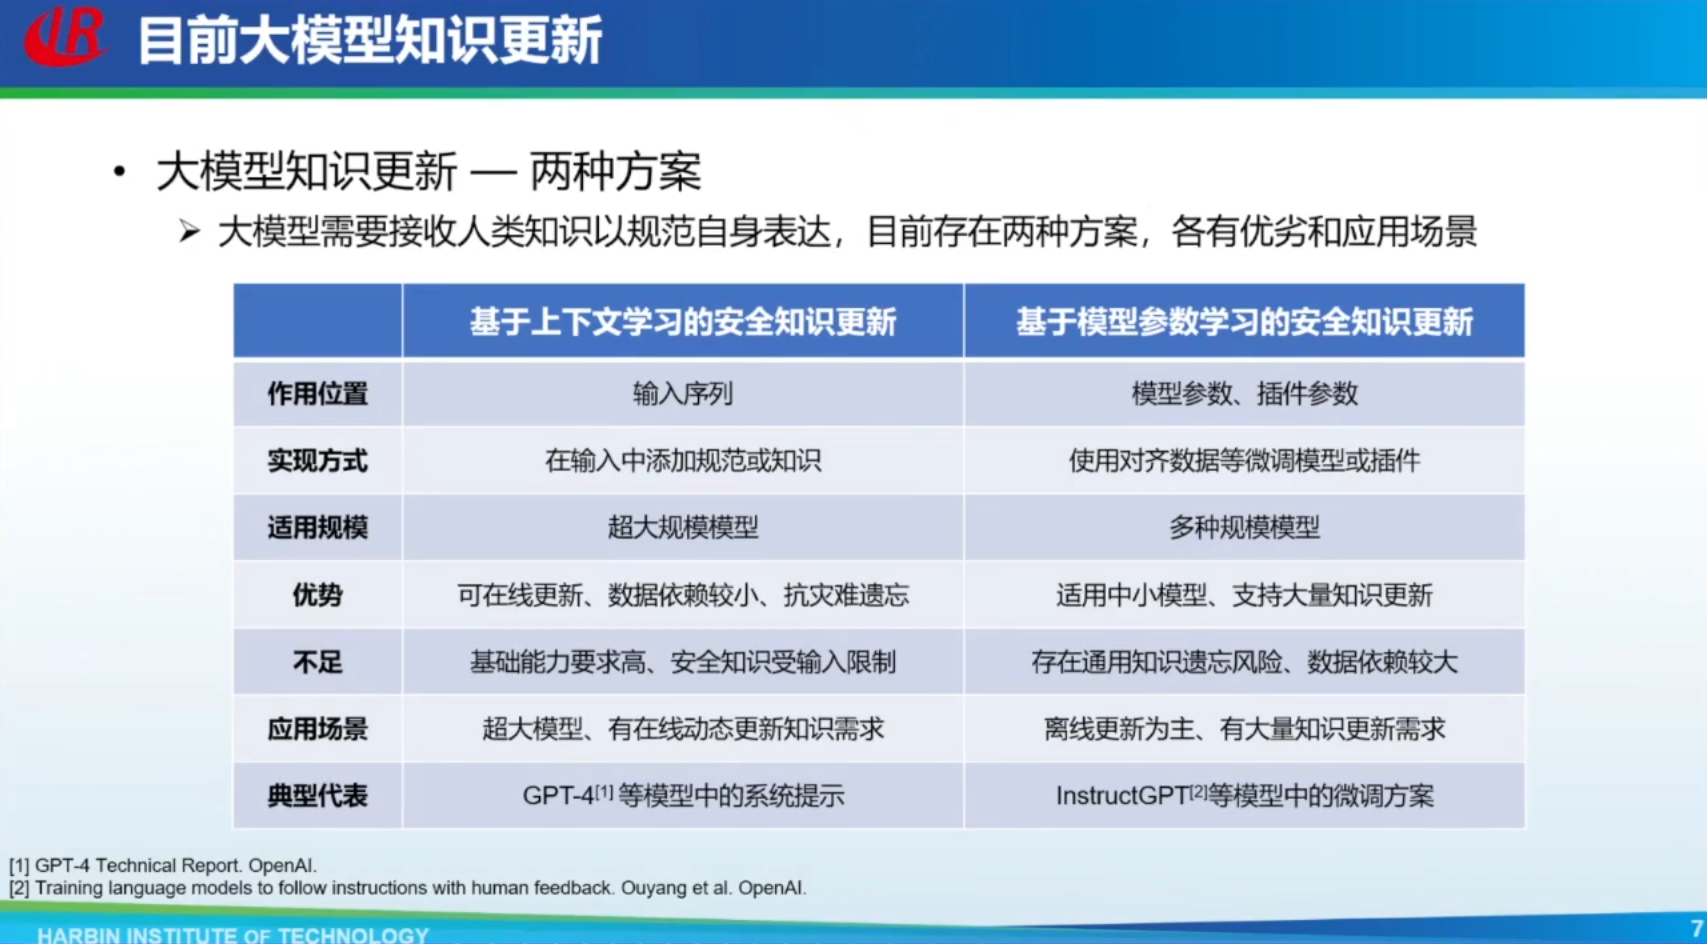 目前大模型知识更新
• 大模型知识更新 — 两种方案
➢ 大模型需要接收人类知识以规范自身表达，目前存在两种方案，各有优劣和应用场景
基于上下文学习的安全知识更新 基于模型参数学习的安全知识更新
作用位置 输入序列 模型参数、插件参数
实现方式 在输入中添加规范或知识 使用对齐数据等微调模型或插件
适用规模 超大规模模型 多种规模模型
优势 可在线更新、数据依赖较小、抗灾难遗忘 适用中小模型、支持大量知识更新
不足 基础能力要求高、安全知识受输入限制 存在通用知识遗忘风险、数据依赖较大
应用场景 超大模型、有在线动态更新知识需求 离线更新为主、有大量知识更新需求
典型代表 GPT-4[1] 等模型中的系统提示 InstructGPT[2]等模型中的微调方案
[1] GPT-4 Technical Report. OpenAI.
[2] Training language models to follow instructions with human feedback. Ouyang et al. OpenAI.
HARBIN INSTITUTE OF TECHNOLOGY
7